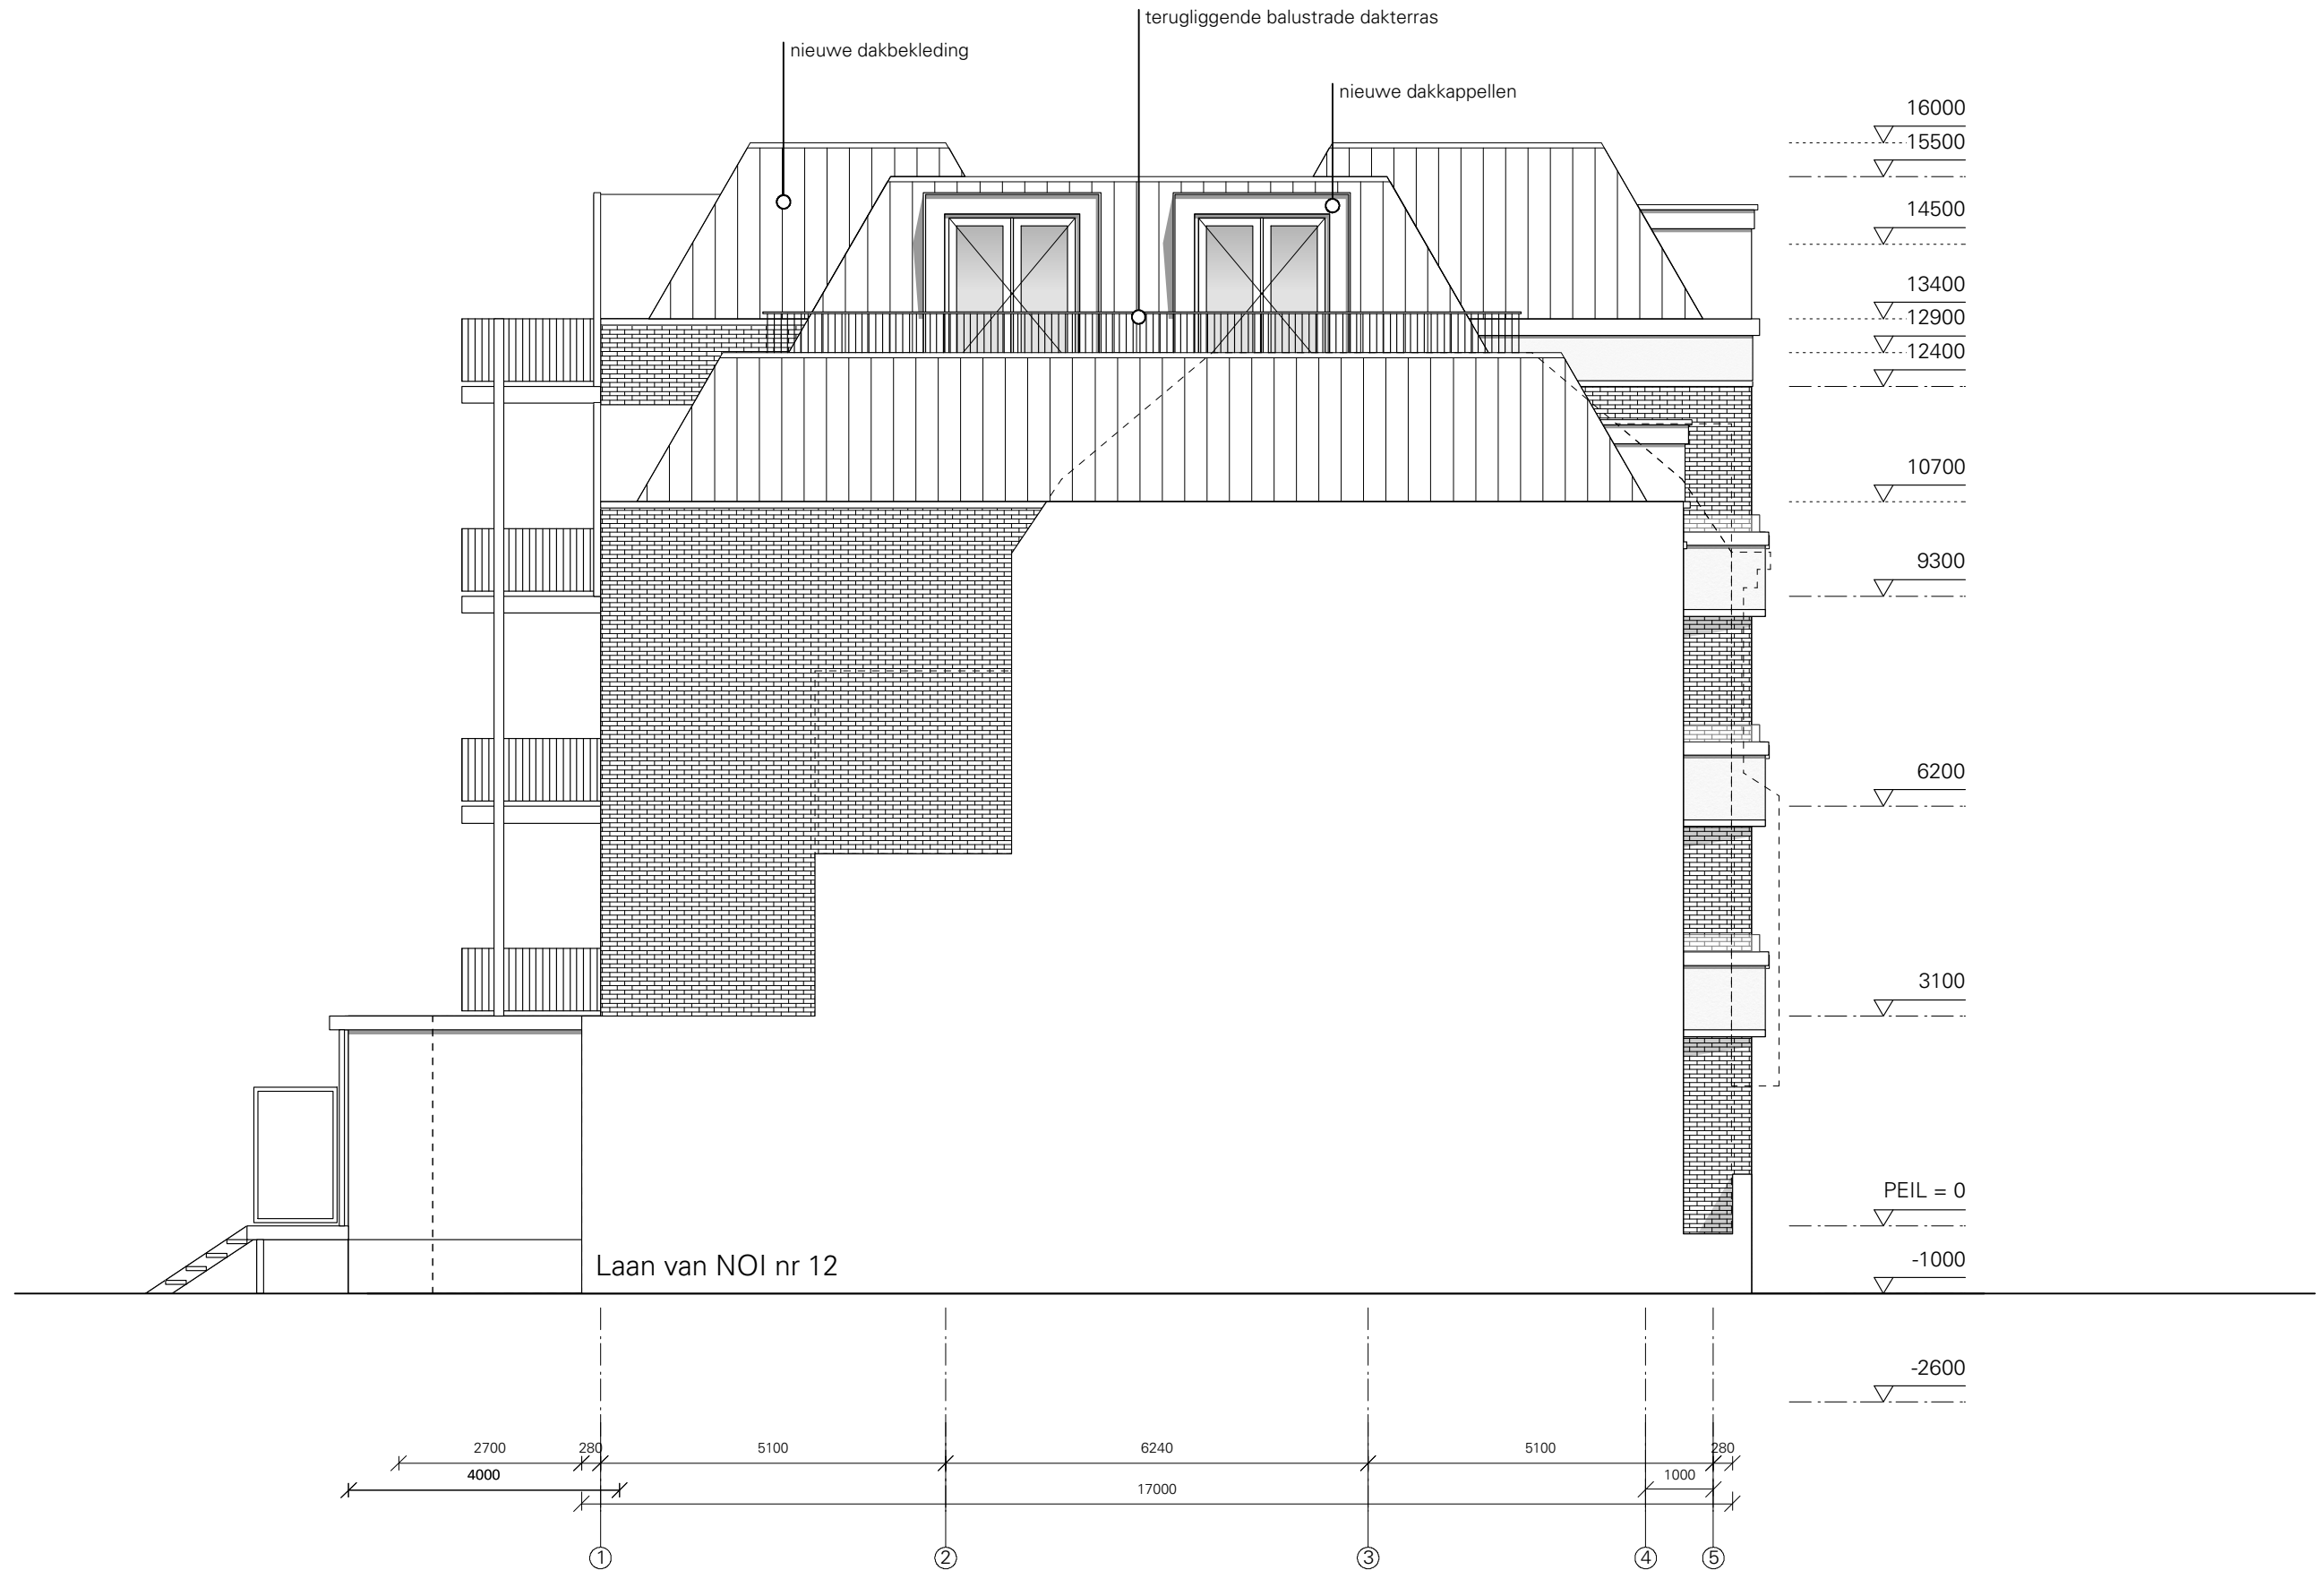 terugliggende balustrade dakterras
nieuwe dakbekleding
nieuwe dakkappellen
16000
15500
14500
13400
12900
12400
10700
9300
6200
3100
PEIL = 0
-1000
Laan van NOI nr 12
-2600
2700 280 5100 6240 5100 280
4000 1000
17000
1 2 3 4 5